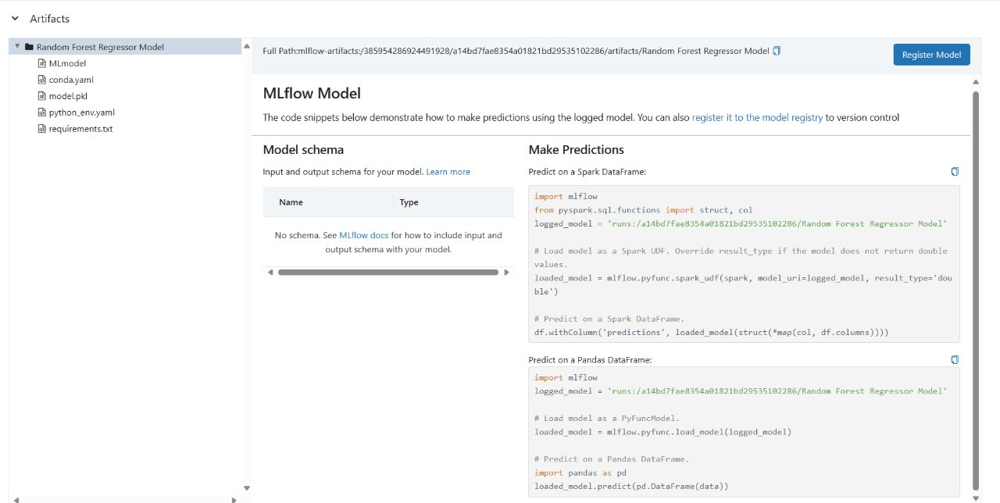 Artifacts
Random Forest Regressor Model
MLmodel
conda.yaml
model.pkl
python_env.yaml
requirements.txt
Full Path:mlflow-artifacts:/385954286924491928/a14bd7fae8354a01821bd29535102286/artifacts/Random Forest Regressor Model
Register Model
MLflow Model
The code snippets below demonstrate how to make predictions using the logged model. You can also register it to the model registry to version control
Model schema
Input and output schema for your model. Learn more
Name Type
No schema. See MLflow docs for how to include input and
output schema with your model.
Make Predictions
Predict on a Spark DataFrame:
import mlflow
from pyspark.sql.functions import struct, col
logged_model = 'runs:/a14bd7fae8354a01821bd29535102286/Random Forest Regressor Model'
# Load model as a Spark UDF. Override result_type if the model does not return double
values.
loaded_model = mlflow.pyfunc.spark_udf(spark, model_uri=logged_model, result_type='dou
ble')
# Predict on a Spark DataFrame.
df.withColumn('predictions', loaded_model(struct(*map(col, df.columns))))
Predict on a Pandas DataFrame:
import mlflow
logged_model = 'runs:/a14bd7fae8354a01821bd29535102286/Random Forest Regressor Model'
# Load model as a PyFuncModel.
loaded_model = mlflow.pyfunc.load_model(logged_model)
# Predict on a Pandas DataFrame.
import pandas as pd
loaded_model.predict(pd.DataFrame(data))